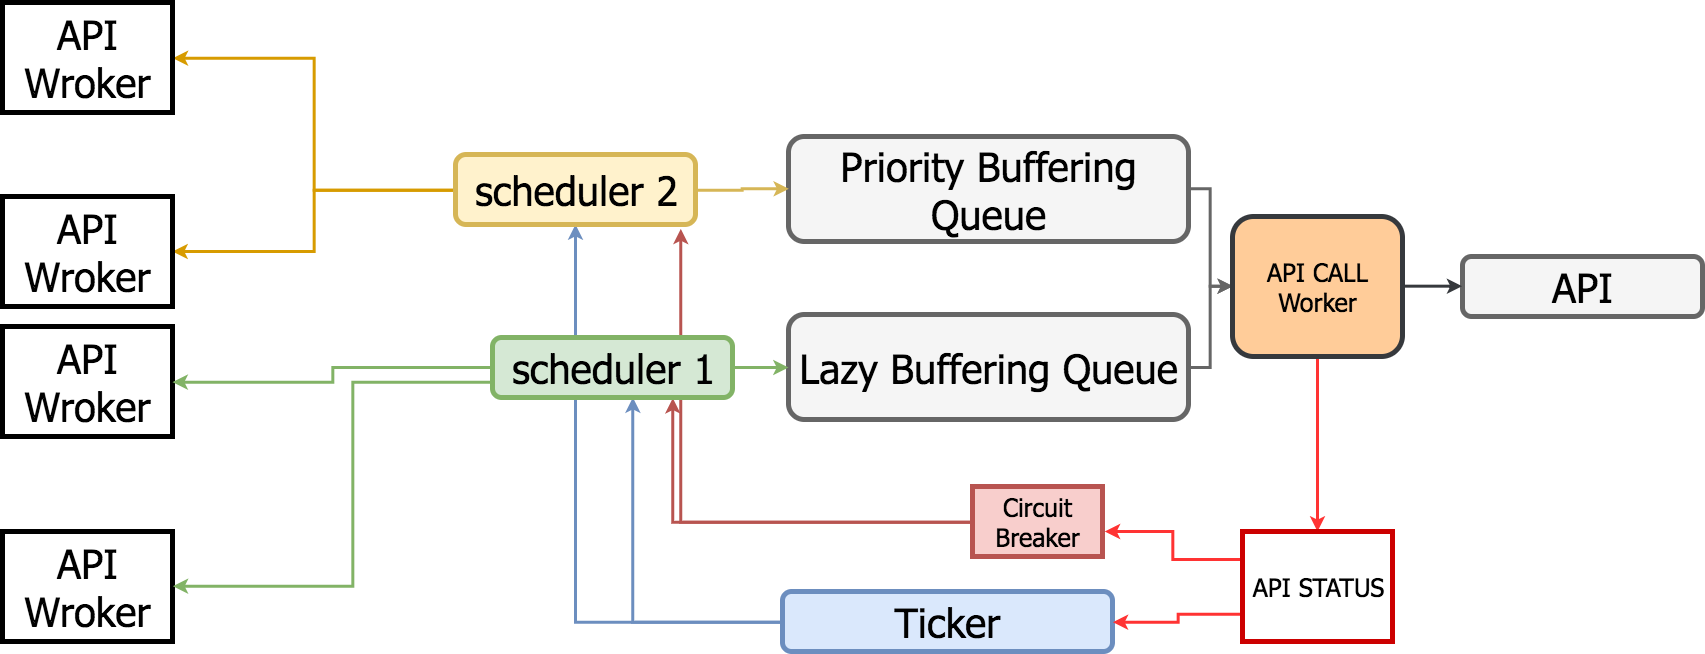 API
Wroker
API
Wroker
API
Wroker
API
Wroker
scheduler 2
scheduler 1
Priority Buffering
Queue
Lazy Buffering Queue
API CALL
Worker
API
Circuit
Breaker
API STATUS
Ticker